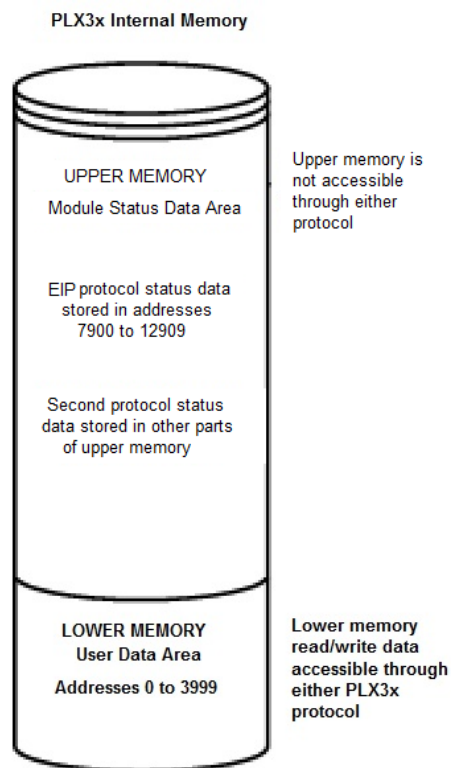 PLX3x Internal Memory
UPPER MEMORY
Module Status Data Area
Upper memory is
not accessible
through either
protocol
EIP protocol status data
stored in addresses
7900 to 12909
Second protocol status
data stored in other parts
of upper memory
LOWER MEMORY
User Data Area
Addresses 0 to 3999
Lower memory
read/write data
accessible through
either PLX3x
protocol